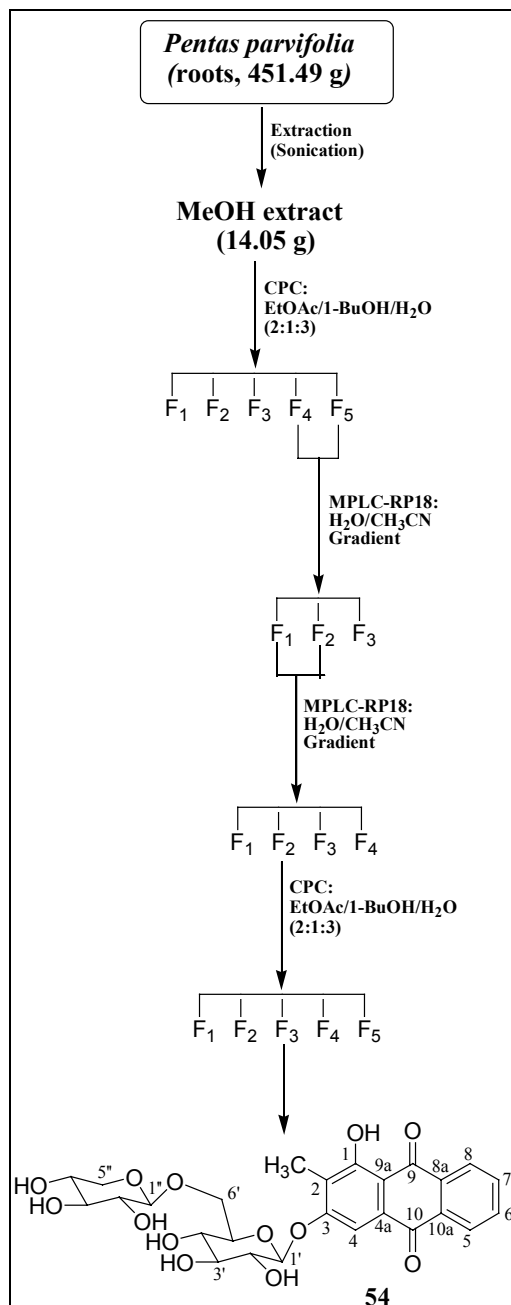 Pentas parvifolia
(roots, 451.49 g)
Extraction
(Sonication)
MeOH extract
(14.05 g)
CPC:
EtOAc/1-BuOH/H₂O
(2:1:3)
F₁ F₂ F₃ F₄ F₅
MPLC-RP18:
H₂O/CH₃CN
Gradient
F₁ F₂ F₃
MPLC-RP18:
H₂O/CH₃CN
Gradient
F₁ F₂ F₃ F₄
CPC:
EtOAc/1-BuOH/H₂O
(2:1:3)
F₁ F₂ F₃ F₄ F₅
OH O
H₃C 1 9a 9 8a 8
5'' 1'' O 6' 2 7
HO O 3 4 4a 10 10a 5 6
HO OH HO O O O
HO 3' OH 1'
54